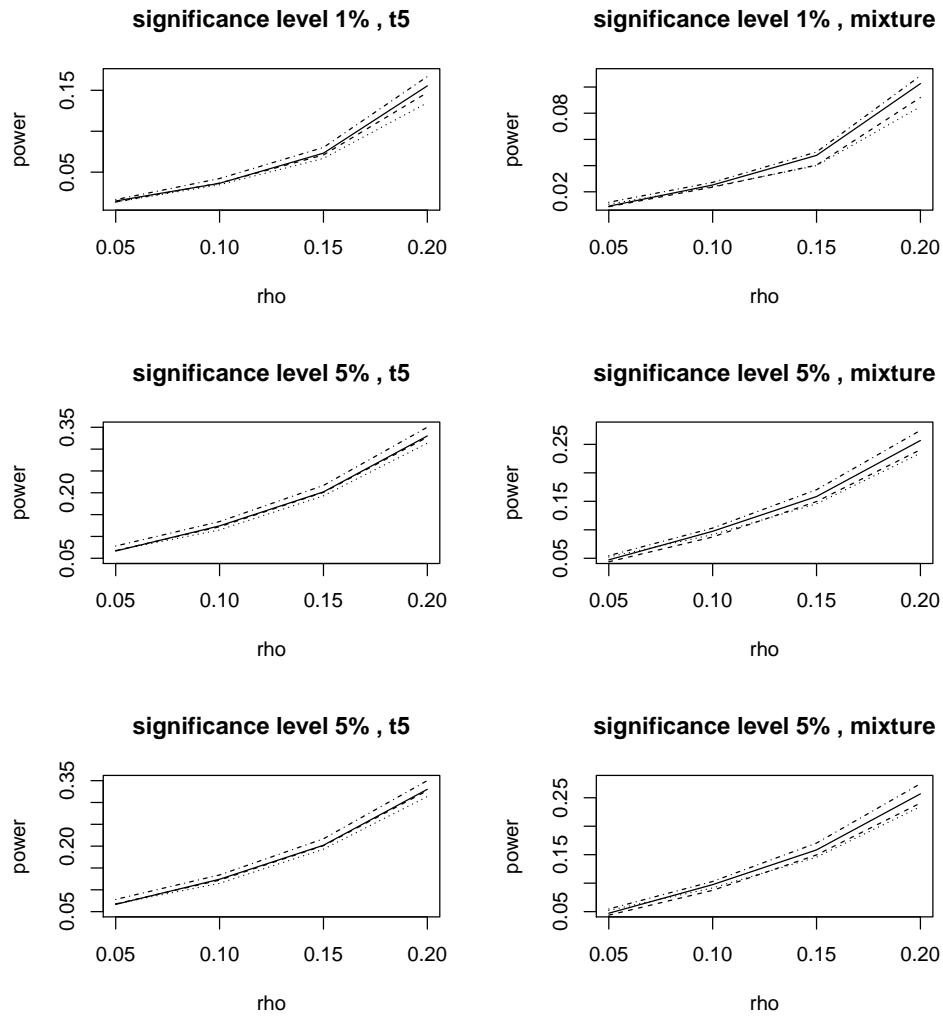 significance level 1% , t5
power
0.05
0.15
0.05 0.10 0.15 0.20
rho
significance level 1% , mixture
power
0.02
0.08
0.05 0.10 0.15 0.20
rho
significance level 5% , t5
power
0.05
0.20
0.35
0.05 0.10 0.15 0.20
rho
significance level 5% , mixture
power
0.05
0.15
0.25
0.05 0.10 0.15 0.20
rho
significance level 5% , t5
power
0.05
0.20
0.35
0.05 0.10 0.15 0.20
rho
significance level 5% , mixture
power
0.05
0.15
0.25
0.05 0.10 0.15 0.20
rho